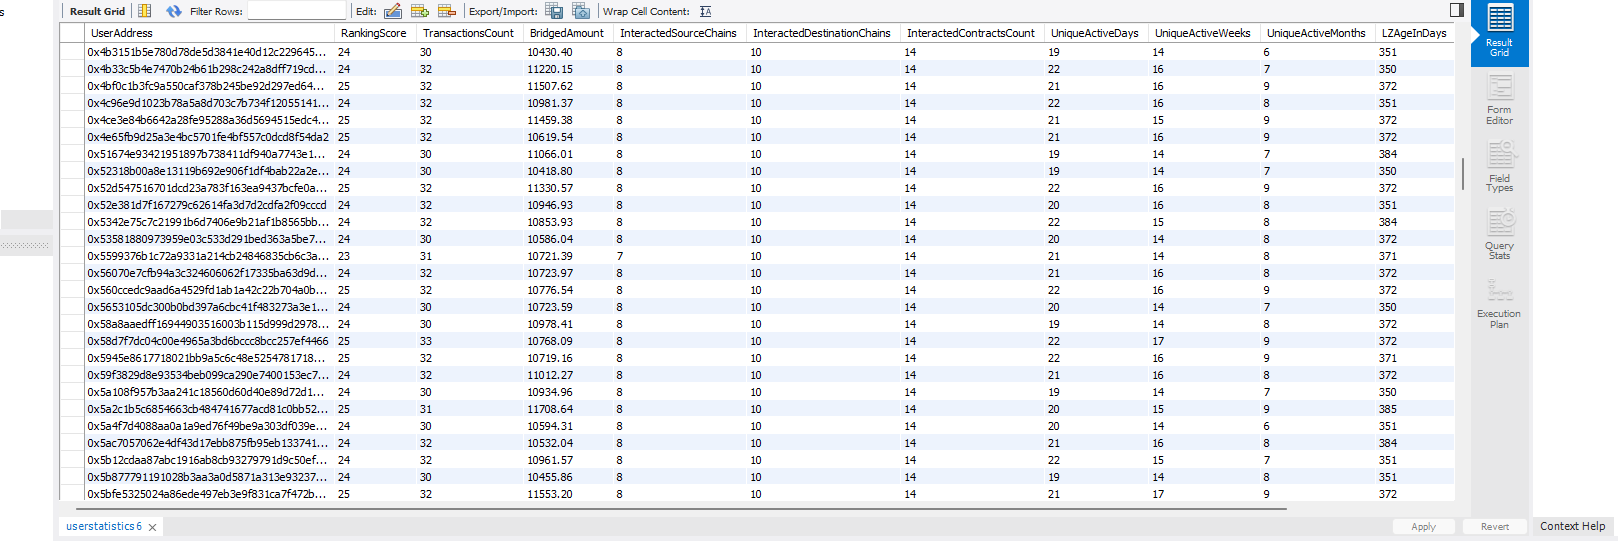 s
Result Grid Filter Rows: Edit: Export/Import: Wrap Cell Content: IA
UserAddress RankingScore TransactionsCount BridgedAmount InteractedSourceChains InteractedDestinationChains InteractedContractsCount UniqueActiveDays UniqueActiveWeeks UniqueActiveMonths LZAgeInDays
0x4b3151b5e780d78de5d3841e40d12c229645... 24 30 10430.40 8 10 14 19 14 6 351
0x4b33c5b4e7470b24b61b298c242a8dff719cd... 24 32 11220.15 8 10 14 22 16 7 350
0x4bf0c1b3fc9a550caf378b245be92d297ed64... 25 32 11507.62 8 10 14 21 16 9 372
0x4c96e9d1023b78a5a8d703c7b734f12055141... 24 32 10981.37 8 10 14 22 16 8 351
0x4ce3e84b6642a28fe95288a36d5694515edc4... 25 32 11459.38 8 10 14 21 15 9 372
0x4e65fb9d25a3e4bc5701fe4bf557c0dcd8f54da2 25 32 10619.54 8 10 14 21 16 9 372
0x51674e93421951897b738411df940a7743e1... 24 30 11066.01 8 10 14 19 14 7 384
0x52318b00a8e13119b692e906f1df4bab22a2e... 24 30 10418.80 8 10 14 19 14 7 350
0x52d547516701dcd23a783f163ea9437bcfe0a... 25 32 11330.57 8 10 14 22 16 9 372
0x52e381d7f167279c62614fa3d7d2cdfa2f09cccd 24 32 10946.93 8 10 14 20 16 8 351
0x5342e75c7c21991b6d7406e9b21af1b8565bb... 24 32 10853.93 8 10 14 22 15 8 384
0x53581880973959e03c533d291bed363a5be7... 24 30 10586.04 8 10 14 20 14 8 372
0x5599376b1c72a9331a214cb24846835cb6c3a... 23 31 10721.39 7 10 14 21 14 8 371
0x56070e7cfb94a3c324606062f17335ba63d9d... 24 32 10723.97 8 10 14 21 16 8 372
0x560ccedc9aad6a4529fd1ab1a42c22b704a0b... 25 32 10776.54 8 10 14 22 16 9 372
0x5653105dc300b0bd397a6cbc41f483273a3e1... 24 30 10723.59 8 10 14 20 14 7 350
0x58a8aaedff16944903516003b115d999d2978... 24 30 10978.41 8 10 14 19 14 8 372
0x58d7f7dc04c00e4965a3bd6bccc8bcc257ef4466 25 33 10768.09 8 10 14 22 17 9 372
0x5945e8617718021bb9a5c6c48e5254781718... 25 32 10719.16 8 10 14 22 16 9 371
0x59f3829d8e93534beb099ca290e7400153ec7... 24 32 11012.27 8 10 14 21 16 8 372
0x5a108f957b3aa241c18560d60d40e89d72d1... 24 30 10934.96 8 10 14 19 14 7 350
0x5a2c1b5c6854663cb484741677acd81c0bb52... 25 31 11708.64 8 10 14 20 15 9 385
0x5a4f7d4088aa0a1a9ed76f49be9a303df039e... 24 30 10594.31 8 10 14 20 14 6 351
0x5ac7057062e4df43d17ebb875fb95eb133741... 24 32 10532.04 8 10 14 21 16 8 384
0x5b12cdaa87abc1916ab8cb93279791d9c50ef... 24 32 10961.57 8 10 14 22 15 7 351
0x5b877791191028b3aa3a0d5871a313e93237... 24 30 10455.86 8 10 14 19 14 8 351
0x5bfe5325024a86ede497eb3e9f831ca7f472b... 25 32 11553.20 8 10 14 21 17 9 372
Result
Grid
Form
Editor
Field
Types
Query
Stats
Execution
Plan
userstatistics 6 Apply Revert Context Help